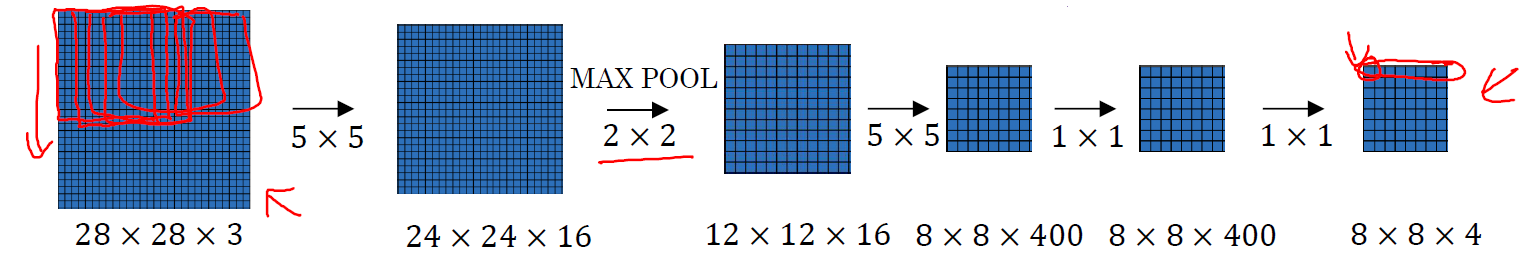 MAX POOL
5 × 5
2 × 2
5 × 5
1 × 1
1 × 1
28 × 28 × 3
24 × 24 × 16
12 × 12 × 16
8 × 8 × 400
8 × 8 × 400
8 × 8 × 4